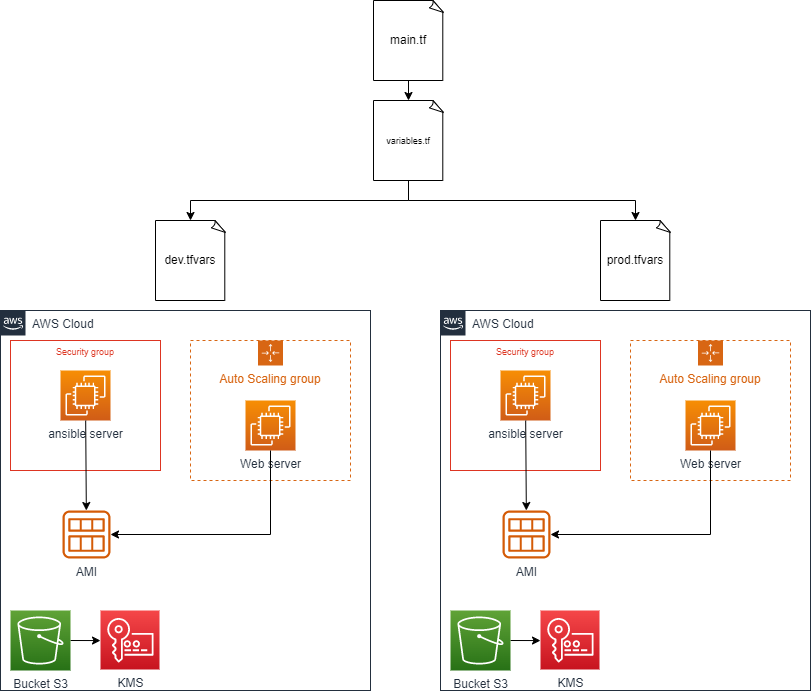 main.tf
variables.tf
dev.tfvars
prod.tfvars
aws
AWS Cloud
Security group
ansible server
Auto Scaling group
Web server
AMI
Bucket S3
KMS
aws
AWS Cloud
Security group
ansible server
Auto Scaling group
Web server
AMI
Bucket S3
KMS